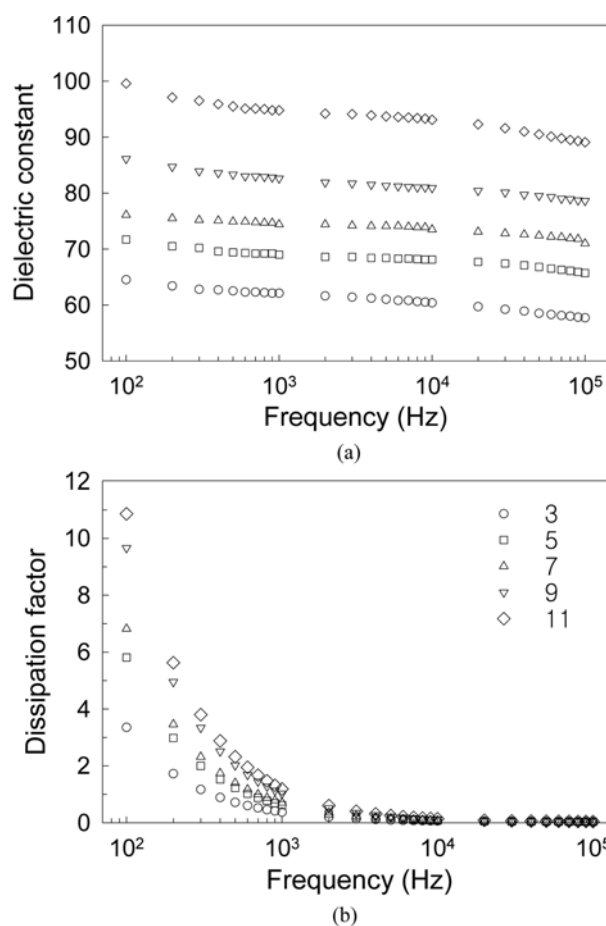 110
100
90
80
70
60
50
Dielectric constant
10² 10³ 10⁴ 10⁵
Frequency (Hz)
(a)
12
10
8
6
4
2
0
Dissipation factor
3
5
7
9
11
10² 10³ 10⁴ 10⁵
Frequency (Hz)
(b)